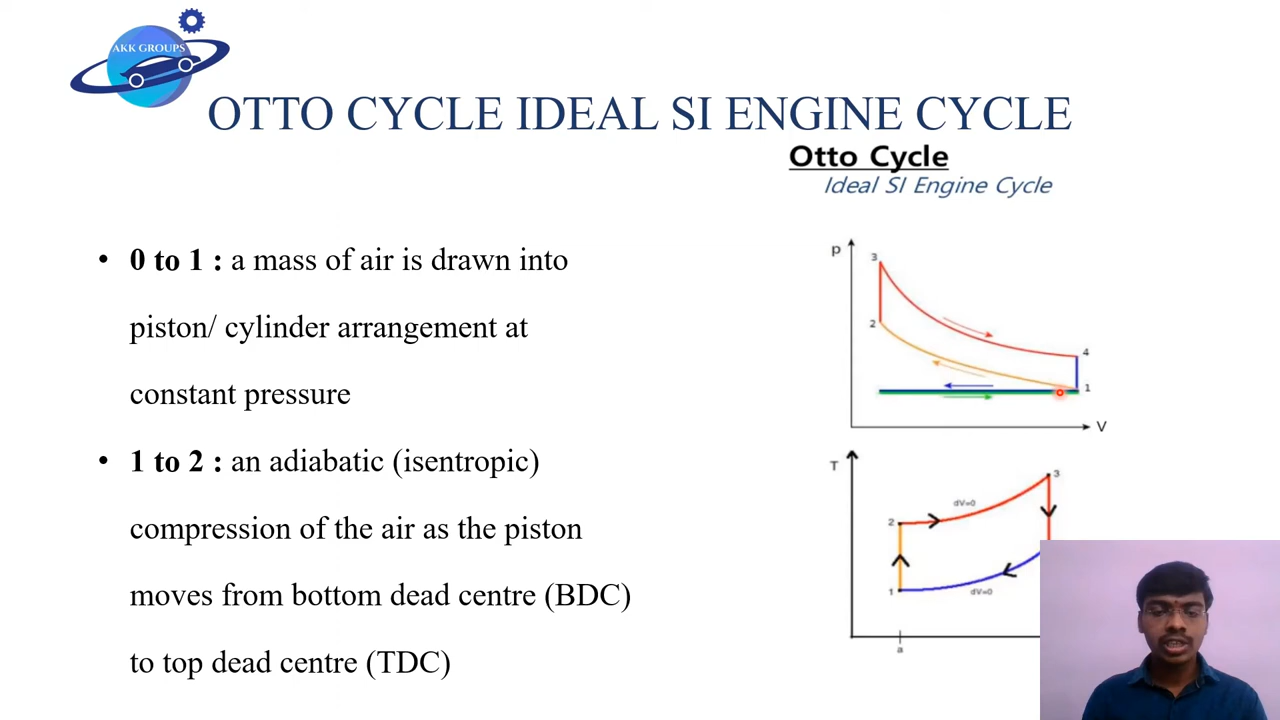 AKK GROUPS
OTTO CYCLE IDEAL SI ENGINE CYCLE
Otto Cycle
Ideal SI Engine Cycle
• 0 to 1 : a mass of air is drawn into
piston/ cylinder arrangement at
constant pressure
• 1 to 2 : an adiabatic (isentropic)
compression of the air as the piston
moves from bottom dead centre (BDC)
to top dead centre (TDC)
p
3
2
4
1
V
T
3
dV=0
2
1
dV=0
a